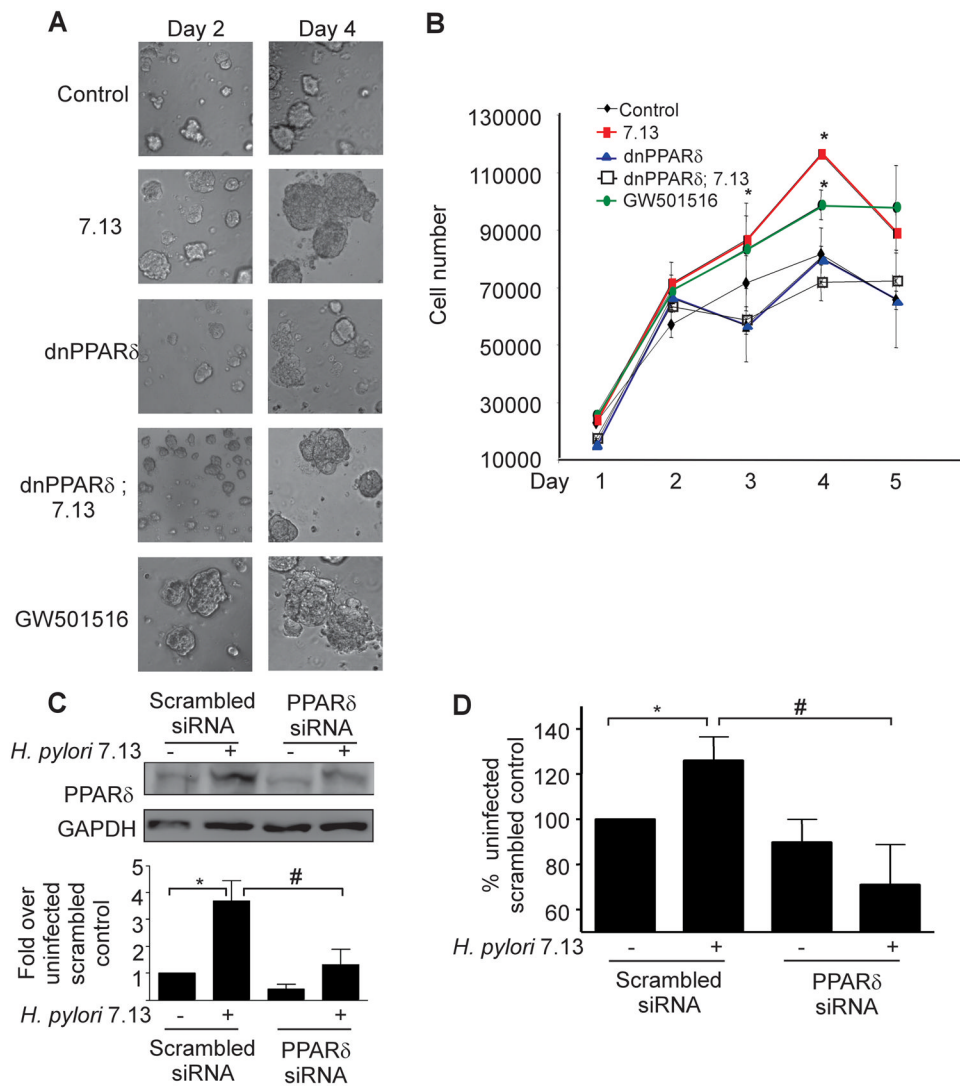 A
Day 2
Day 4
Control
7.13
dnPPARδ
dnPPARδ ;
7.13
GW501516
B
Cell number
130000
110000
90000
70000
50000
30000
10000
Control
7.13
dnPPARδ
dnPPARδ; 7.13
GW501516
*
*
*
Day 1 2 3 4 5
C
Scrambled
siRNA
PPARδ
siRNA
H. pylori 7.13 - + - +
PPARδ
GAPDH
Fold over
uninfected
scrambled
control
5
4
3
2
1
*
#
H. pylori 7.13 - + - +
Scrambled
siRNA
PPARδ
siRNA
D
% uninfected
scrambled control
140
120
100
80
60
*
#
H. pylori 7.13 - + - +
Scrambled
siRNA
PPARδ
siRNA